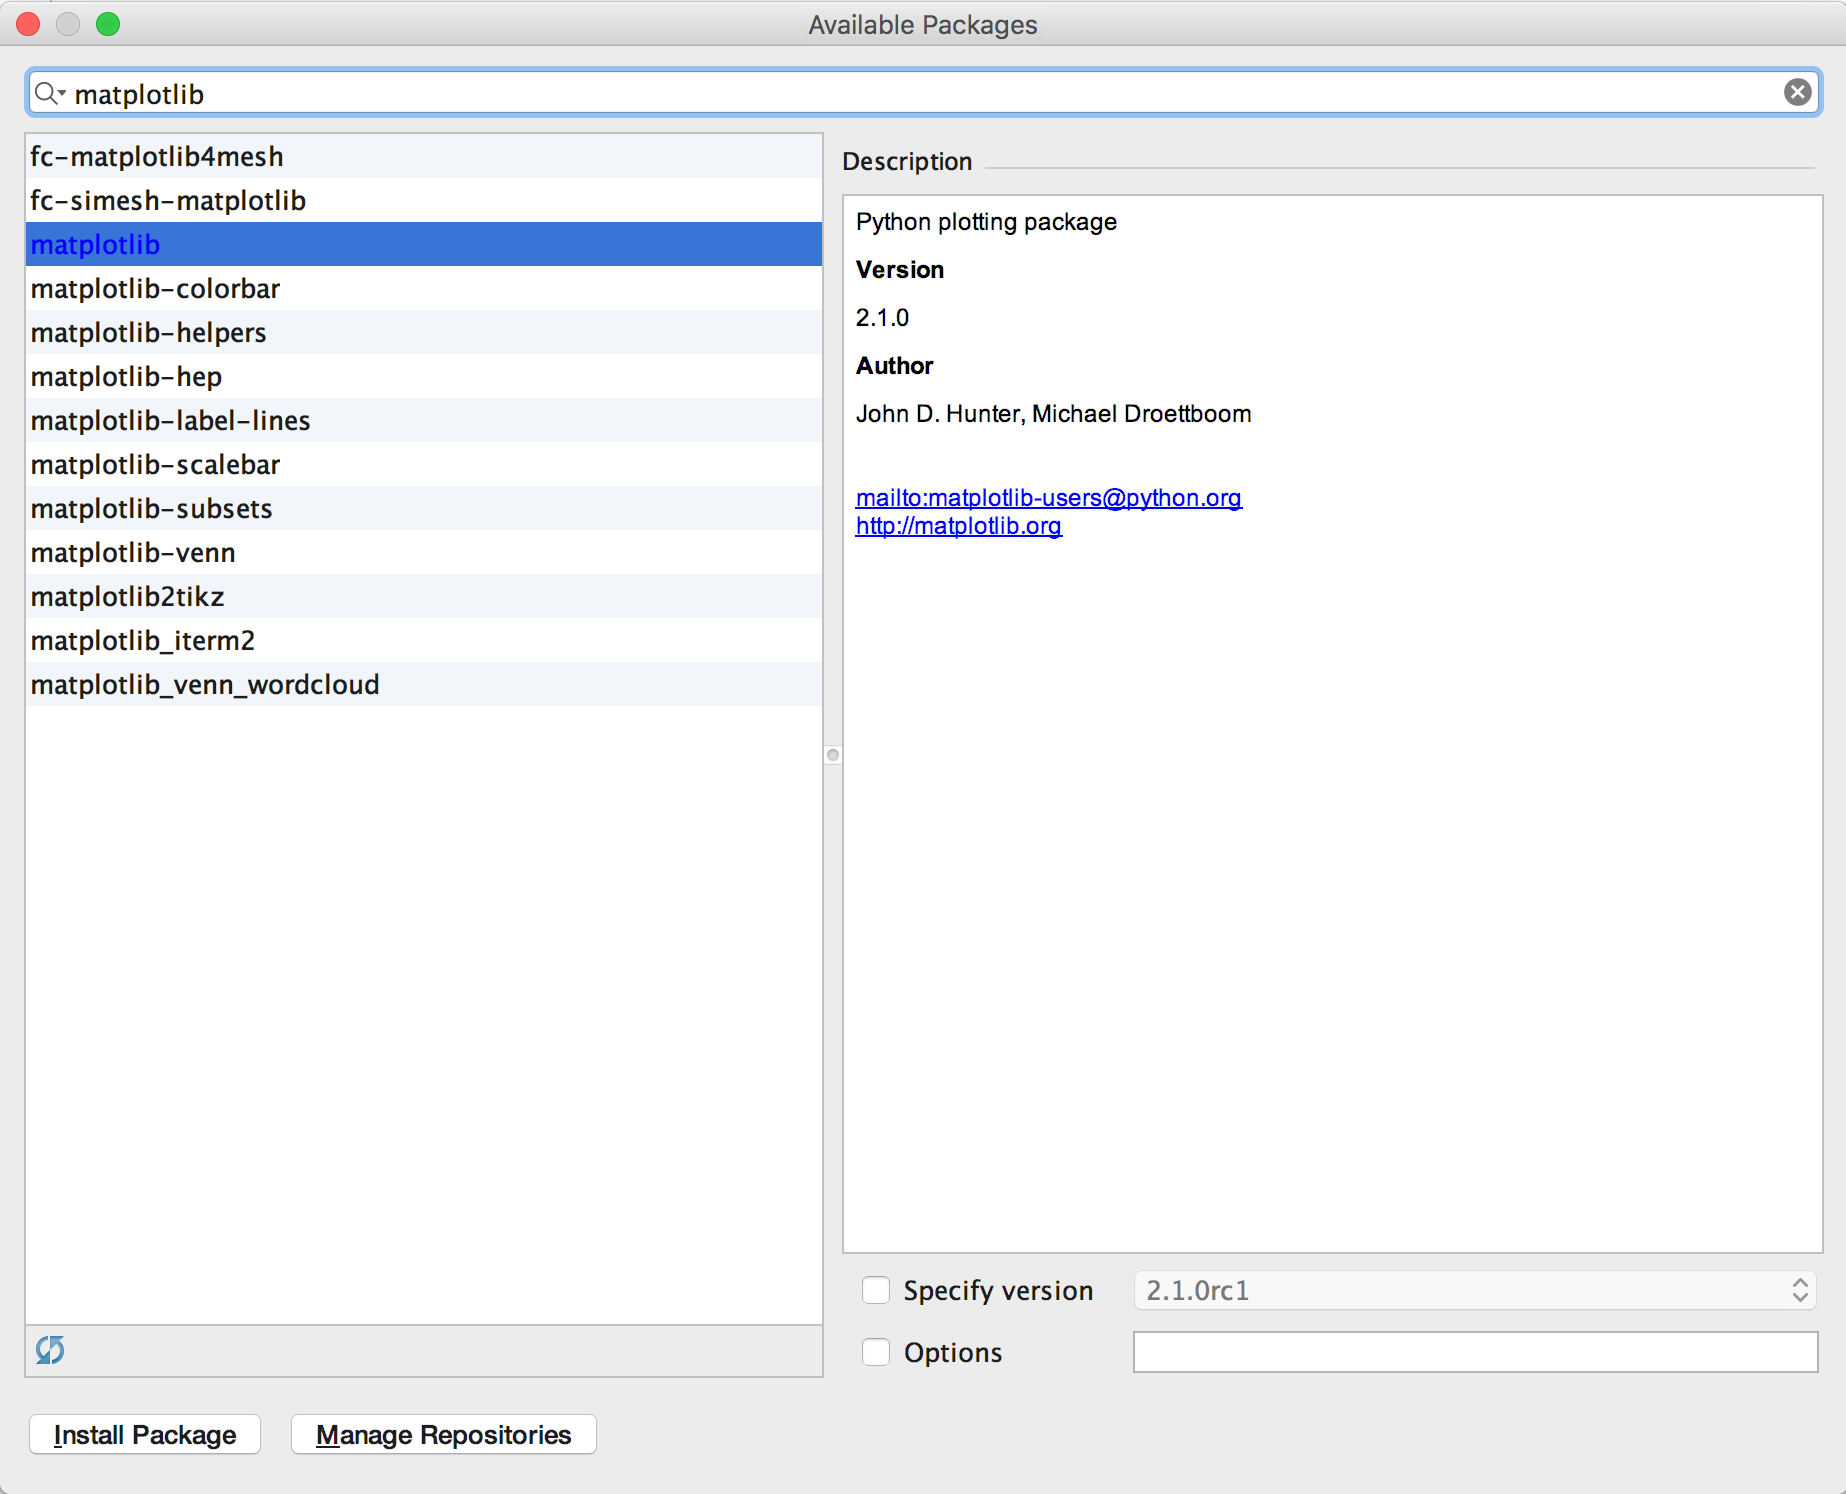 Available Packages
matplotlib
fc-matplotlib4mesh
fc-simesh-matplotlib
matplotlib
matplotlib-colorbar
matplotlib-helpers
matplotlib-hep
matplotlib-label-lines
matplotlib-scalebar
matplotlib-subsets
matplotlib-venn
matplotlib2tikz
matplotlib_iterm2
matplotlib_venn_wordcloud
Description
Python plotting package
Version
2.1.0
Author
John D. Hunter, Michael Droettboom
mailto:matplotlib-users@python.org
http://matplotlib.org
Specify version
2.1.0rc1
Options
Install Package
Manage Repositories